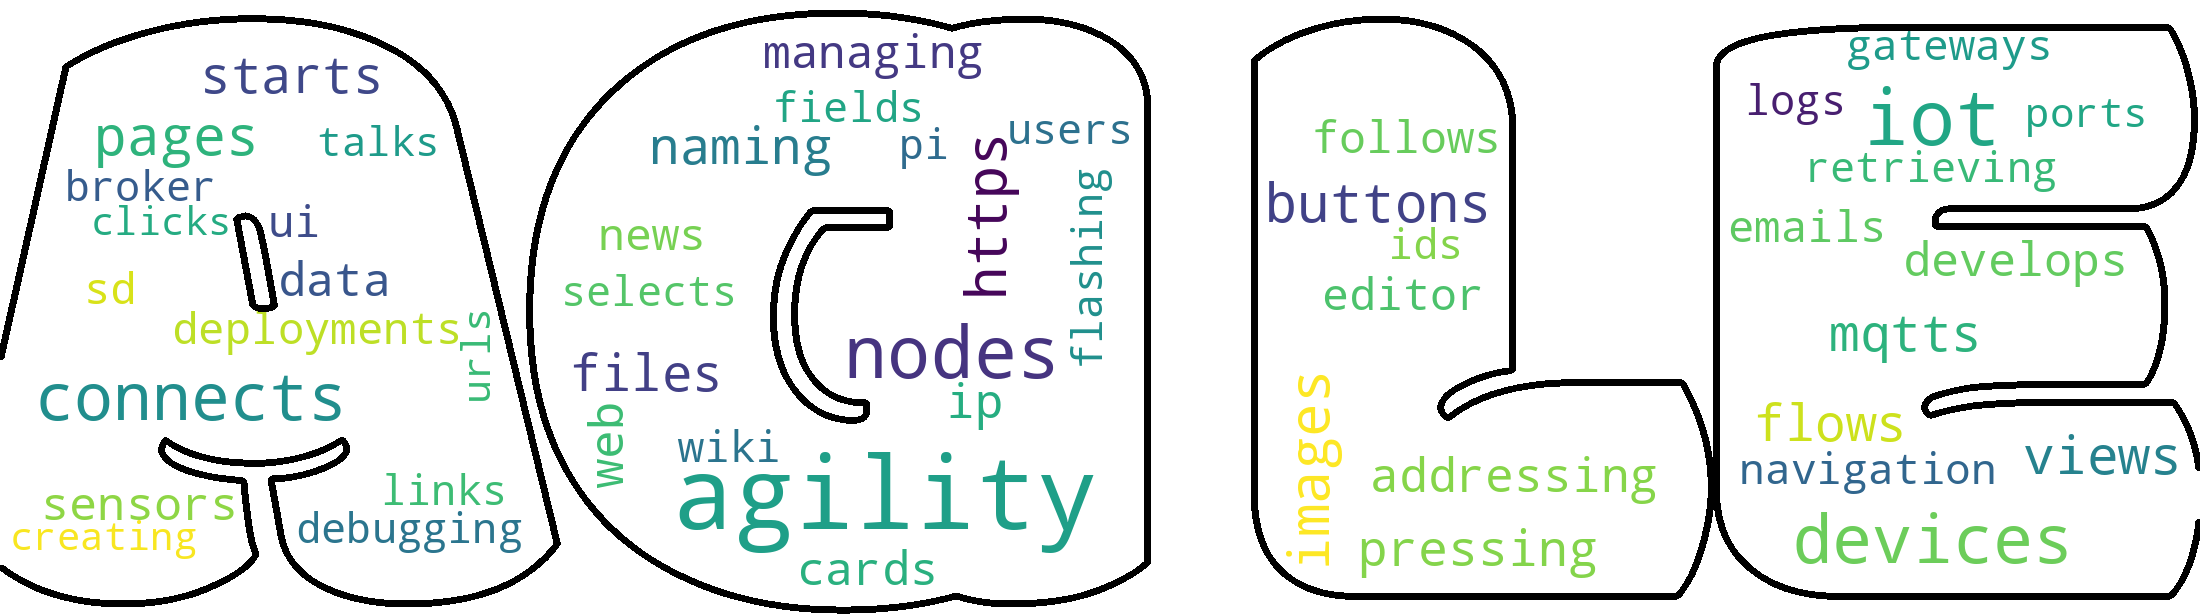 starts
pages
talks
broker
clicks
ui
sd
data
deployments
urls
connects
sensors
links
creating
debugging
managing
fields
naming
pi
users
https
flashing
news
selects
nodes
files
ip
web
wiki
agility
cards
follows
buttons
ids
editor
images
addressing
pressing
gateways
logs
iot
ports
retrieving
emails
develops
mqtts
flows
views
navigation
devices